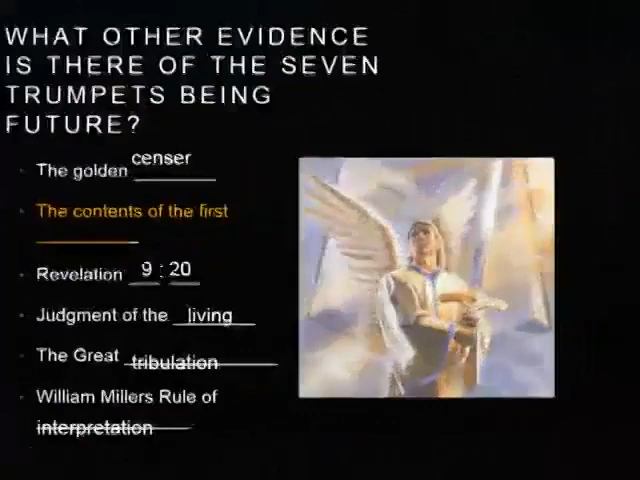 WHAT OTHER EVIDENCE
IS THERE OF THE SEVEN
TRUMPETS BEING
FUTURE?
The golden censer
The contents of the first
Revelation 9 : 20
Judgment of the living
The Great tribulation
William Millers Rule of
interpretation